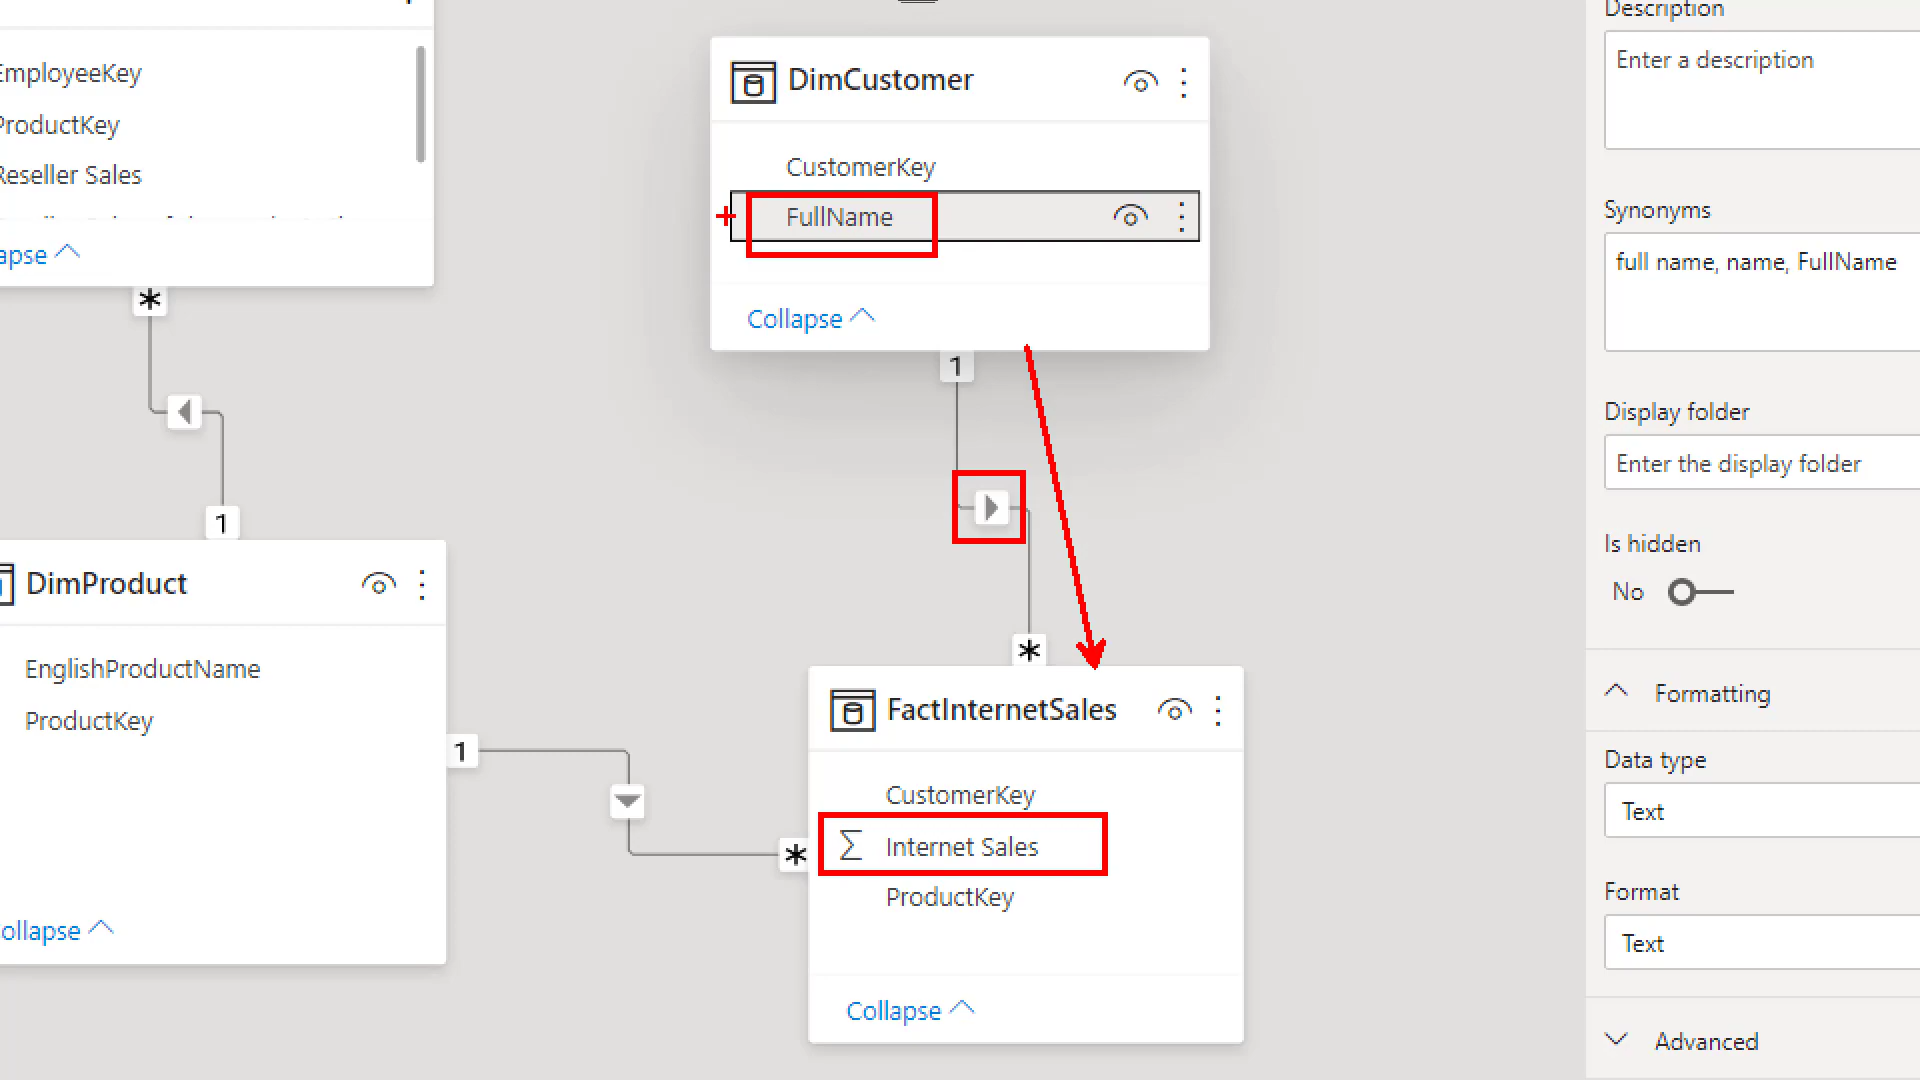 EmployeeKey
ProductKey
Reseller Sales
apse
*
1
DimProduct
EnglishProductName
ProductKey
ollapse
1
*
DimCustomer
CustomerKey
FullName
Collapse
1
*
FactInternetSales
CustomerKey
Σ Internet Sales
ProductKey
Collapse
Description
Enter a description
Synonyms
full name, name, FullName
Display folder
Enter the display folder
Is hidden
No
Formatting
Data type
Text
Format
Text
Advanced